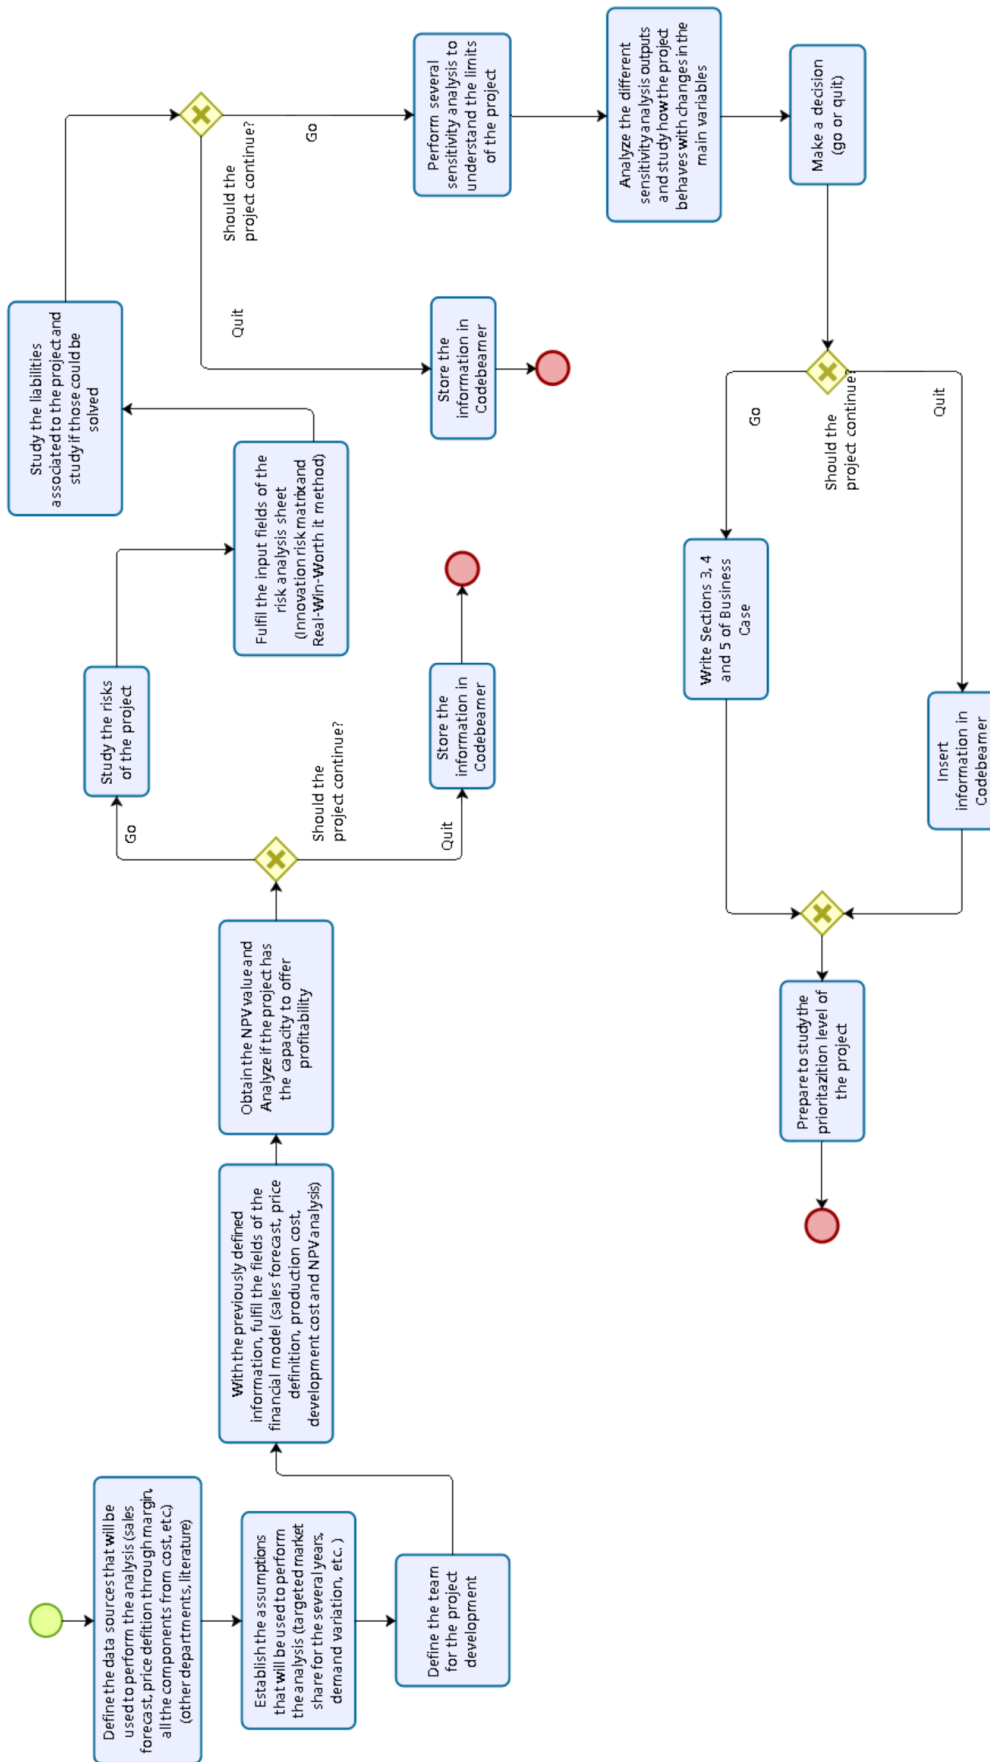 Define the data sources that will be
used to perform the analysis (sales
forecast, price defition through margin,
all the components from cost, etc.)
(other departments, literature)
Establish the assumptions
that will be used to perform
the analysis (targeted market
share for the several years,
demand variation, etc. )
Define the team
for the project
development
With the previously defined
information, fulfil the fields of the
financial model (sales forecast, price
definition, production cost,
development cost and NPV analysis)
Obtain the NPV value and
Analyze if the project has
the capacity to offer
profitability
Should the
project continue?
Go
Quit
Study the risks
of the project
Store the
information in
Codebeamer
Fulfil the input fields of the
risk analysis sheet
(Innovation risk matrix and
Real-Win-Worth it method)
Study the liabilities
associated to the project and
study if those could be
solved
Should the
project continue?
Quit
Go
Store the
information in
Codebeamer
Perform several
sensitivity analysis to
understand the limits
of the project
Analyze the different
sensitivity analysis outputs
and study how the project
behaves with changes in the
main variables
Make a decision
(go or quit)
Should the
project continue?
Go
Quit
Write Sections 3, 4
and 5 of Business
Case
Insert
information in
Codebeamer
Prepare to study the
prioritazition level of
the project